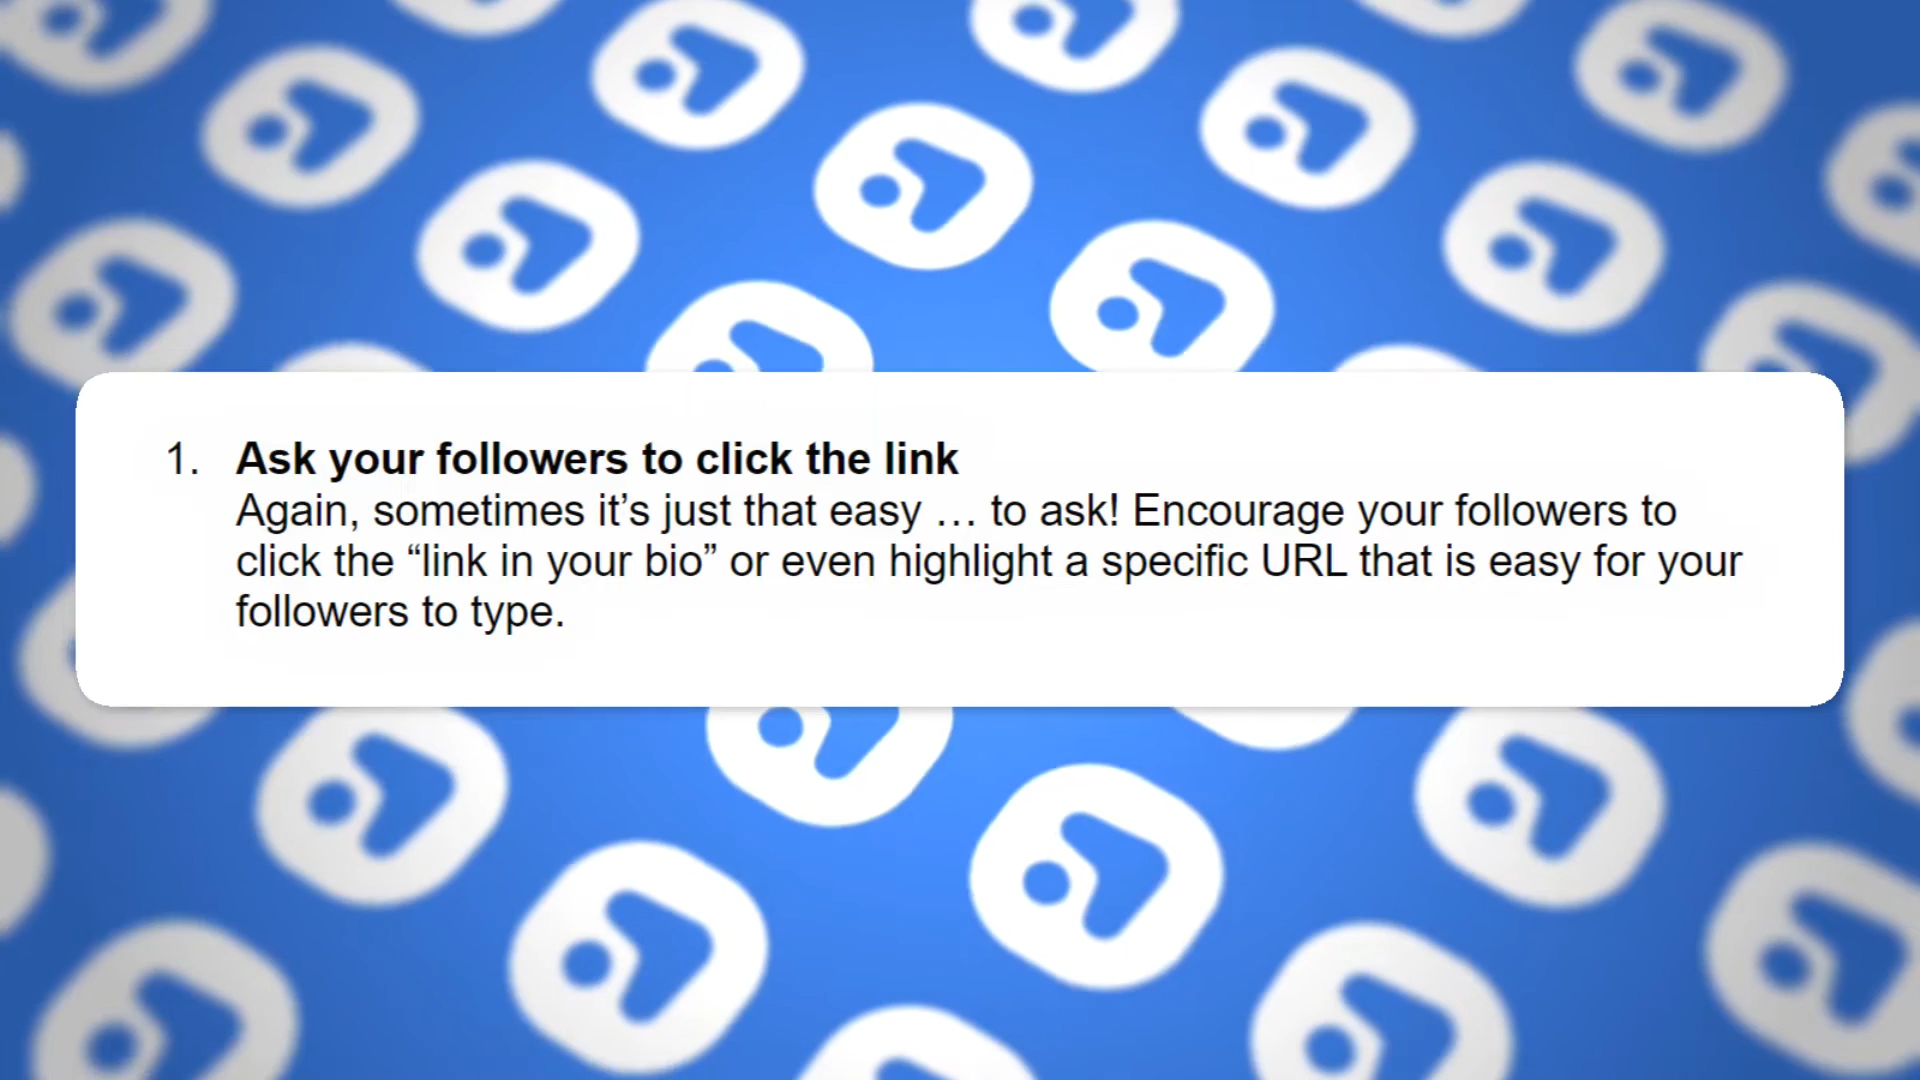 1. Ask your followers to click the link
Again, sometimes it’s just that easy … to ask! Encourage your followers to
click the “link in your bio” or even highlight a specific URL that is easy for your
followers to type.